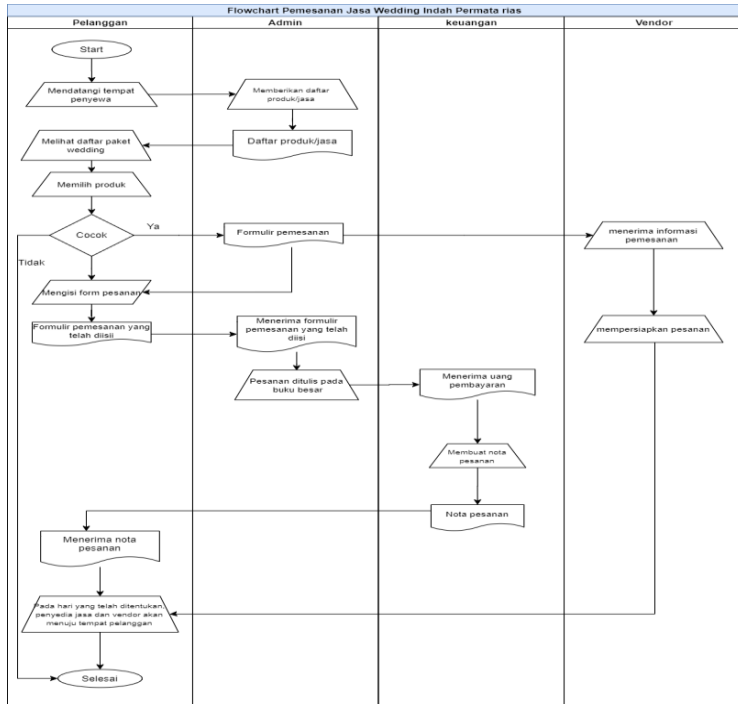 Flowchart Pemesanan Jasa Wedding Indah Permata rias
Pelanggan
Admin
keuangan
Vendor
Start
Mendatangi tempat
penyewa
Memberikan daftar
produk/jasa
Melihat daftar paket
wedding
Daftar produk/jasa
Memilih produk
Cocok
Ya
Tidak
Formulir pemesanan
menerima informasi
pemesanan
Mengisi form pesanan
Formulir pemesanan yang
telah diisii
Menerima formulir
pemesanan yang telah
diisi
mempersiapkan pesanan
Pesanan ditulis pada
buku besar
Menerima uang
pembayaran
Membuat nota
pesanan
Nota pesanan
Menerima nota
pesanan
Pada hari yang telah ditentukan,
penyedia jasa dan vendor akan
menuju tempat pelanggan
Selesai